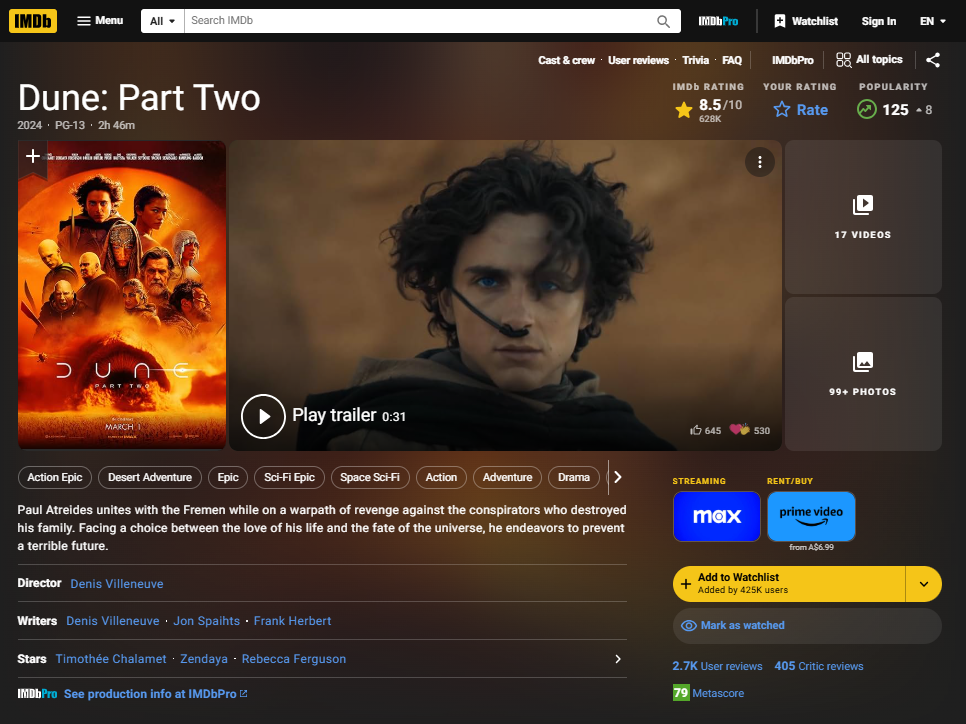 IMDb
Menu
All
Search IMDb
IMDbPro
Watchlist
Sign In
EN
Cast & crew · User reviews · Trivia · FAQ
IMDbPro
All topics
Dune: Part Two
2024 · PG-13 · 2h 46m
IMDb RATING
8.5/10
628K
YOUR RATING
Rate
POPULARITY
125
8
DUNE
PART TWO
MARCH 1
Play trailer 0:31
645
530
17 VIDEOS
99+ PHOTOS
Action Epic
Desert Adventure
Epic
Sci-Fi Epic
Space Sci-Fi
Action
Adventure
Drama
Paul Atreides unites with the Fremen while on a warpath of revenge against the conspirators who destroyed
his family. Facing a choice between the love of his life and the fate of the universe, he endeavors to prevent
a terrible future.
Director Denis Villeneuve
Writers Denis Villeneuve · Jon Spaihts · Frank Herbert
Stars Timothée Chalamet · Zendaya · Rebecca Ferguson
IMDbPro See production info at IMDbPro
STREAMING
max
RENT/BUY
prime video
from A$6.99
Add to Watchlist
Added by 425K users
Mark as watched
2.7K User reviews
405 Critic reviews
79 Metascore